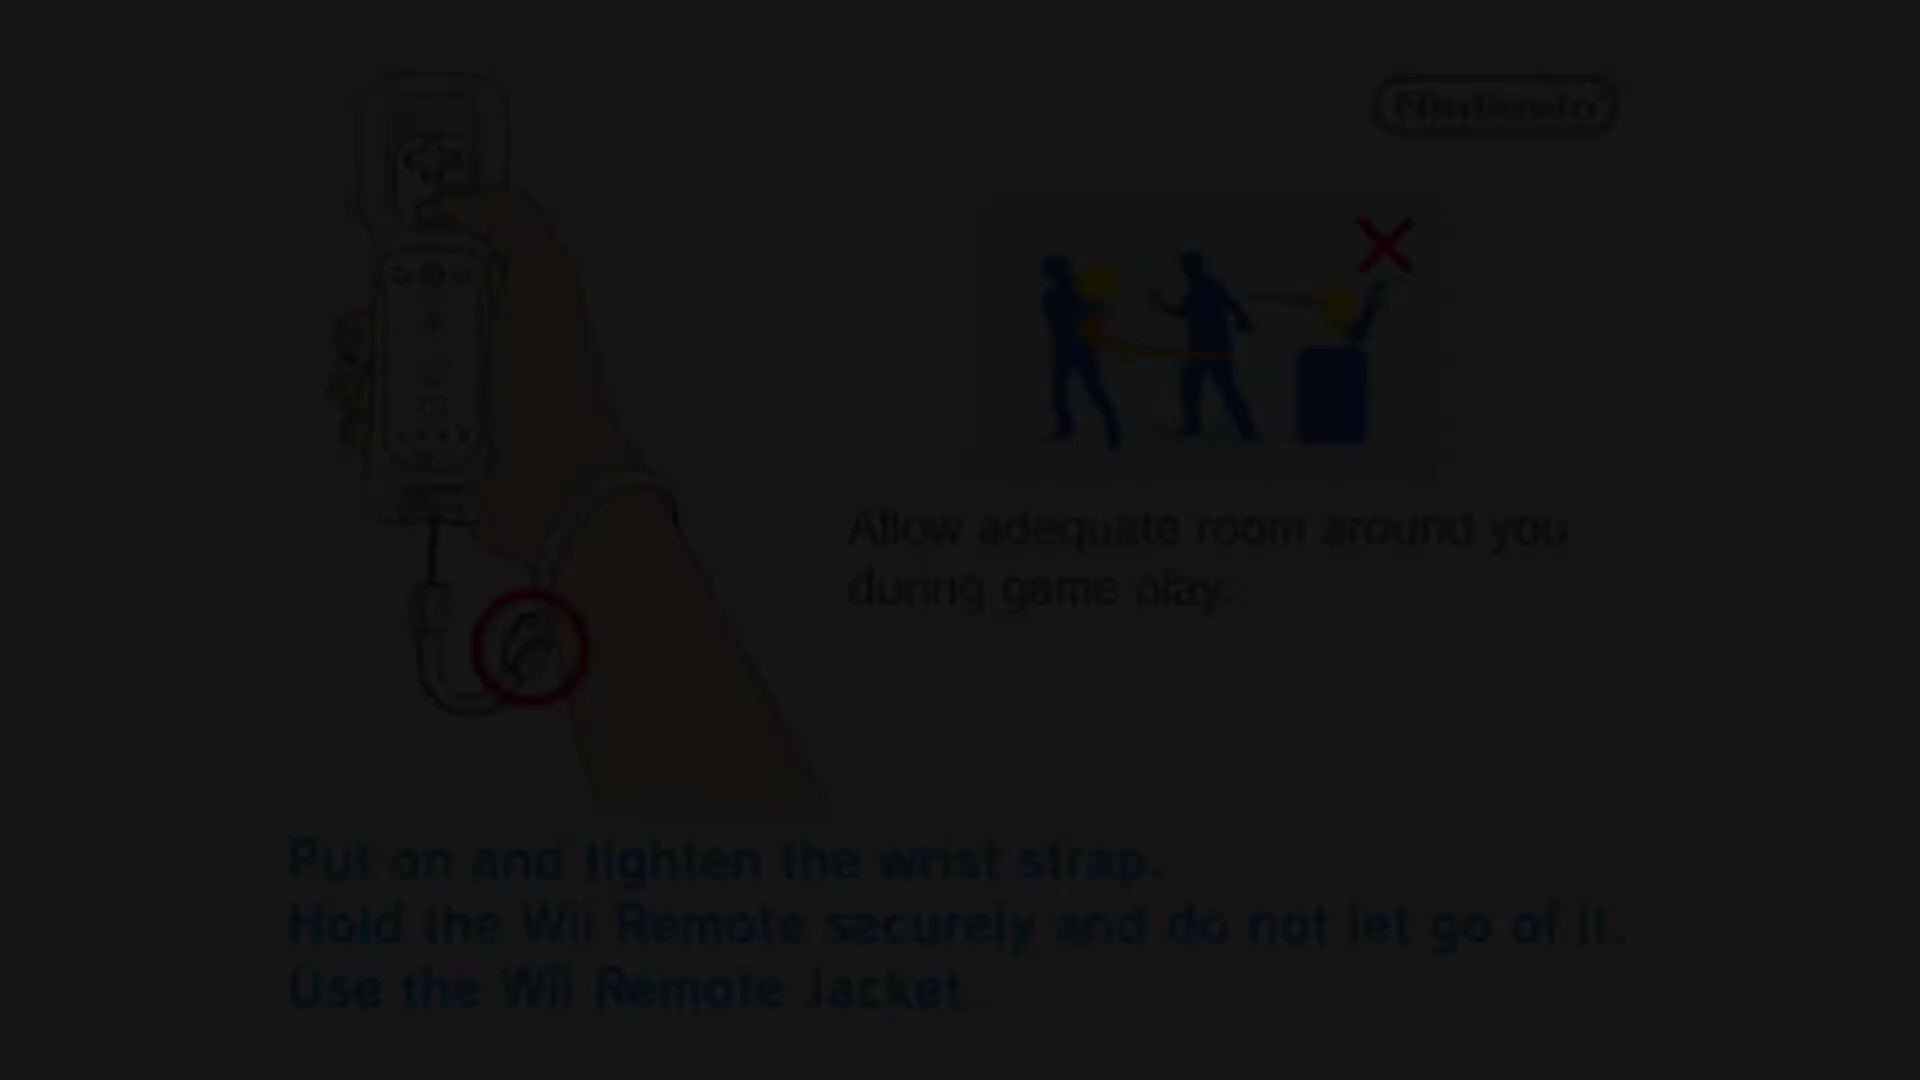 Nintendo
Allow adequate room around you
during game play.
Put on and tighten the wrist strap.
Hold the Wii Remote securely and do not let go of it.
Use the Wii Remote Jacket.